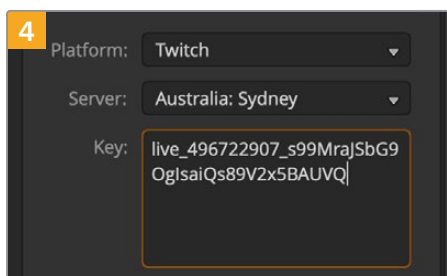 4
Platform: Twitch
Server: Australia: Sydney
Key: live_496722907_s99MraJSbG9
OgIsaiQs89V2x5BAUVQ